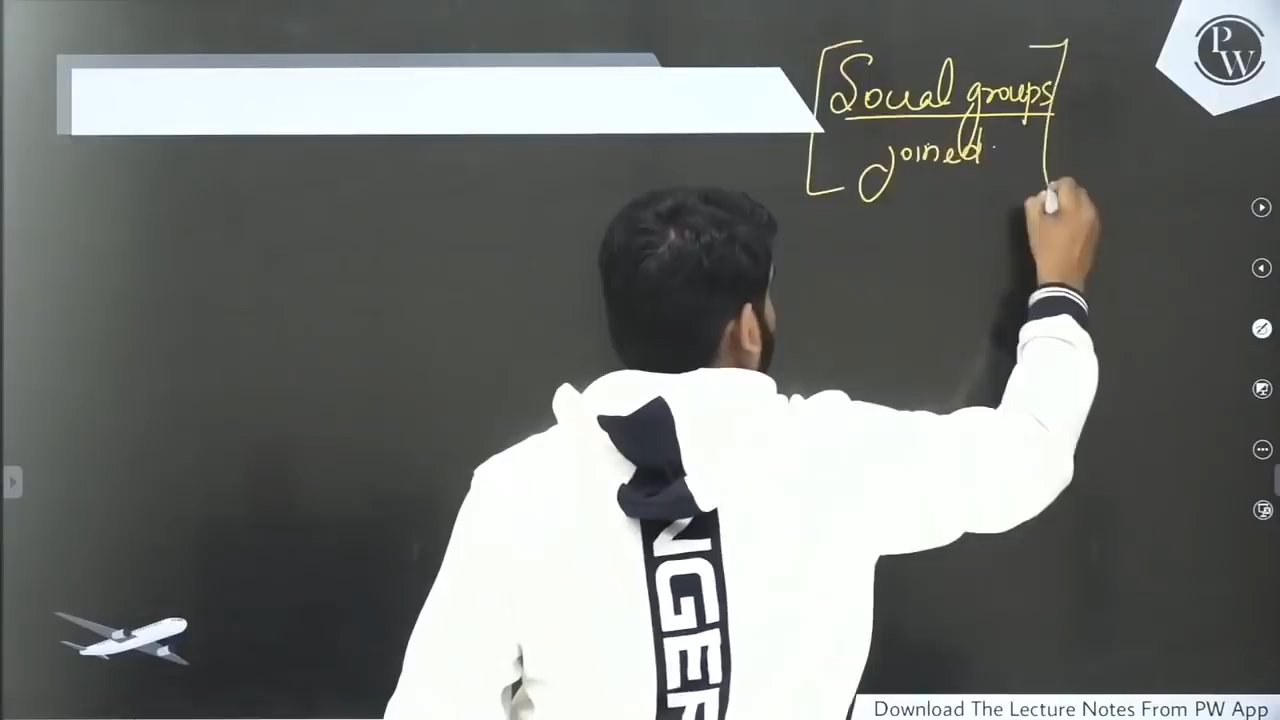 Social groups
joined
PW
NGER
Download The Lecture Notes From PW App